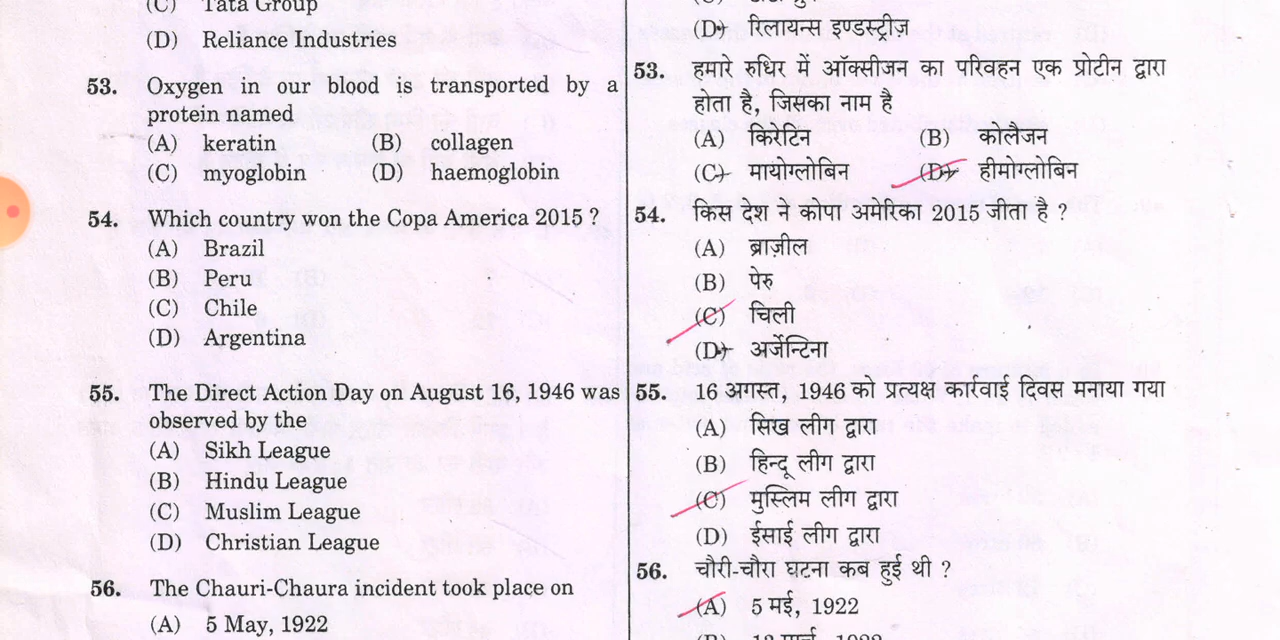 (C) Tata Group
(D) Reliance Industries
53. Oxygen in our blood is transported by a
protein named
(A) keratin (B) collagen
(C) myoglobin (D) haemoglobin
54. Which country won the Copa America 2015 ?
(A) Brazil
(B) Peru
(C) Chile
(D) Argentina
55. The Direct Action Day on August 16, 1946 was
observed by the
(A) Sikh League
(B) Hindu League
(C) Muslim League
(D) Christian League
56. The Chauri-Chaura incident took place on
(A) 5 May, 1922
(D) रिलायन्स इण्डस्ट्रीज़
53. हमारे रुधिर में ऑक्सीजन का परिवहन एक प्रोटीन द्वारा
होता है, जिसका नाम है
(A) किरेटिन (B) कोलैजन
(C) मायोग्लोबिन (D) हीमोग्लोबिन
54. किस देश ने कोपा अमेरिका 2015 जीता है ?
(A) ब्राज़ील
(B) पेरु
(C) चिली
(D) अर्जेन्टिना
55. 16 अगस्त, 1946 को प्रत्यक्ष कार्रवाई दिवस मनाया गया
(A) सिख लीग द्वारा
(B) हिन्दू लीग द्वारा
(C) मुस्लिम लीग द्वारा
(D) ईसाई लीग द्वारा
56. चौरी-चौरा घटना कब हुई थी ?
(A) 5 मई, 1922